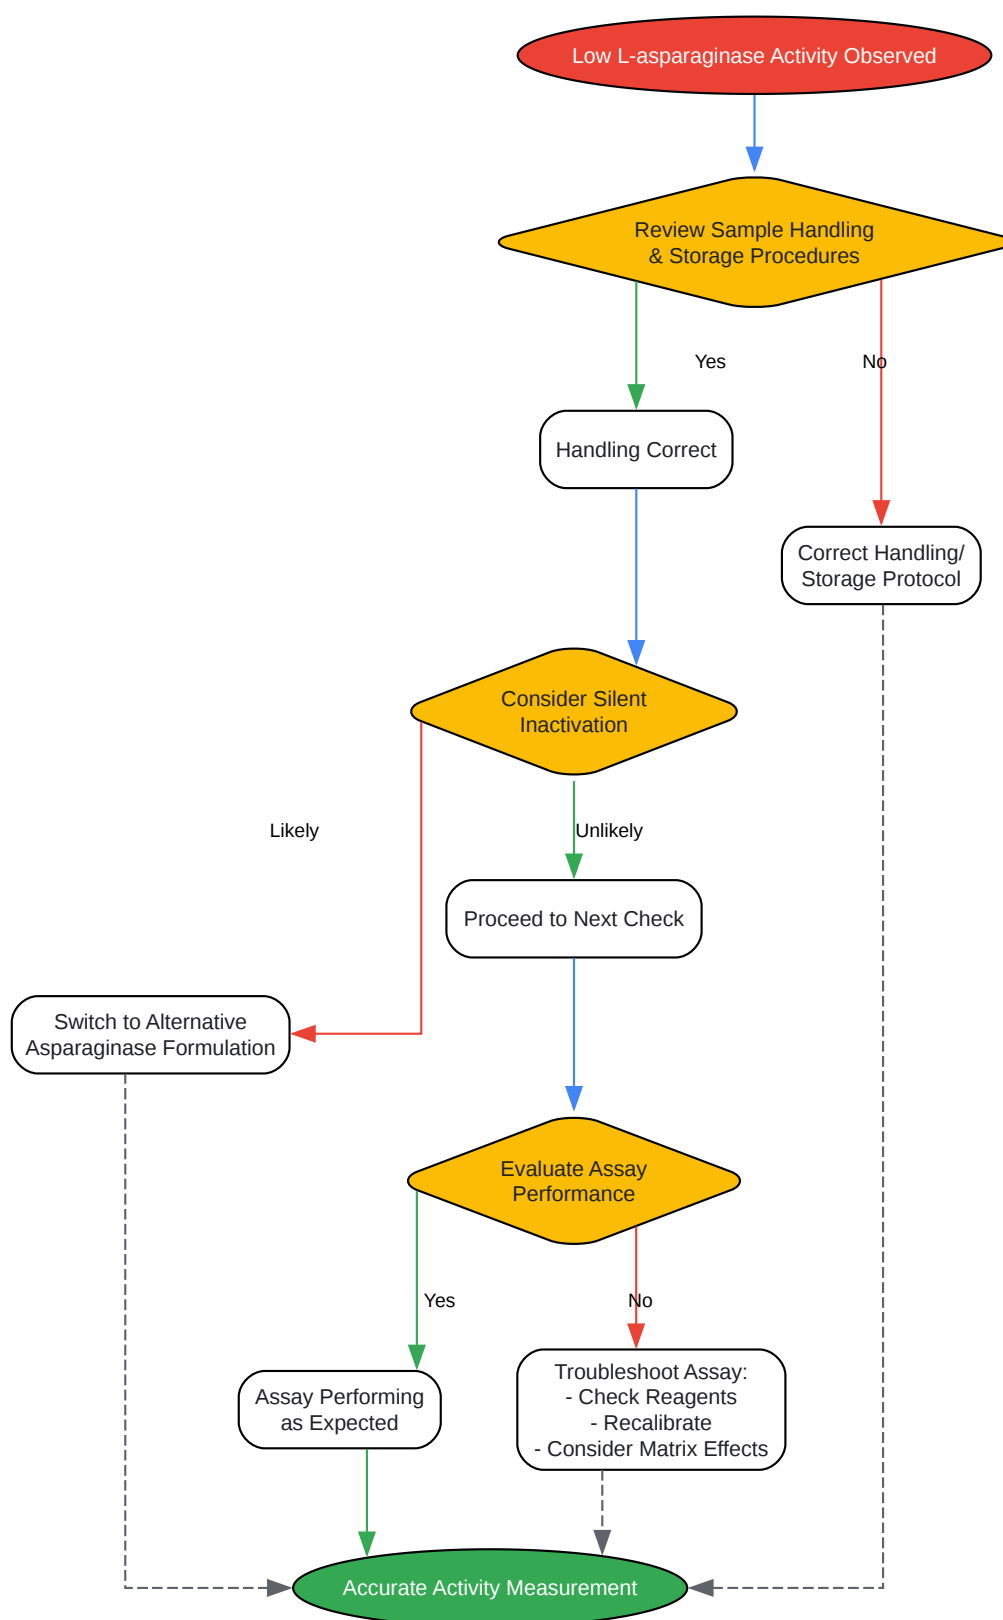 Low L-asparaginase Activity Observed
Review Sample Handling
& Storage Procedures
Yes
No
Handling Correct
Correct Handling/
Storage Protocol
Consider Silent
Inactivation
Likely
Unlikely
Proceed to Next Check
Switch to Alternative
Asparaginase Formulation
Evaluate Assay
Performance
Yes
No
Assay Performing
as Expected
Troubleshoot Assay:
- Check Reagents
- Recalibrate
- Consider Matrix Effects
Accurate Activity Measurement